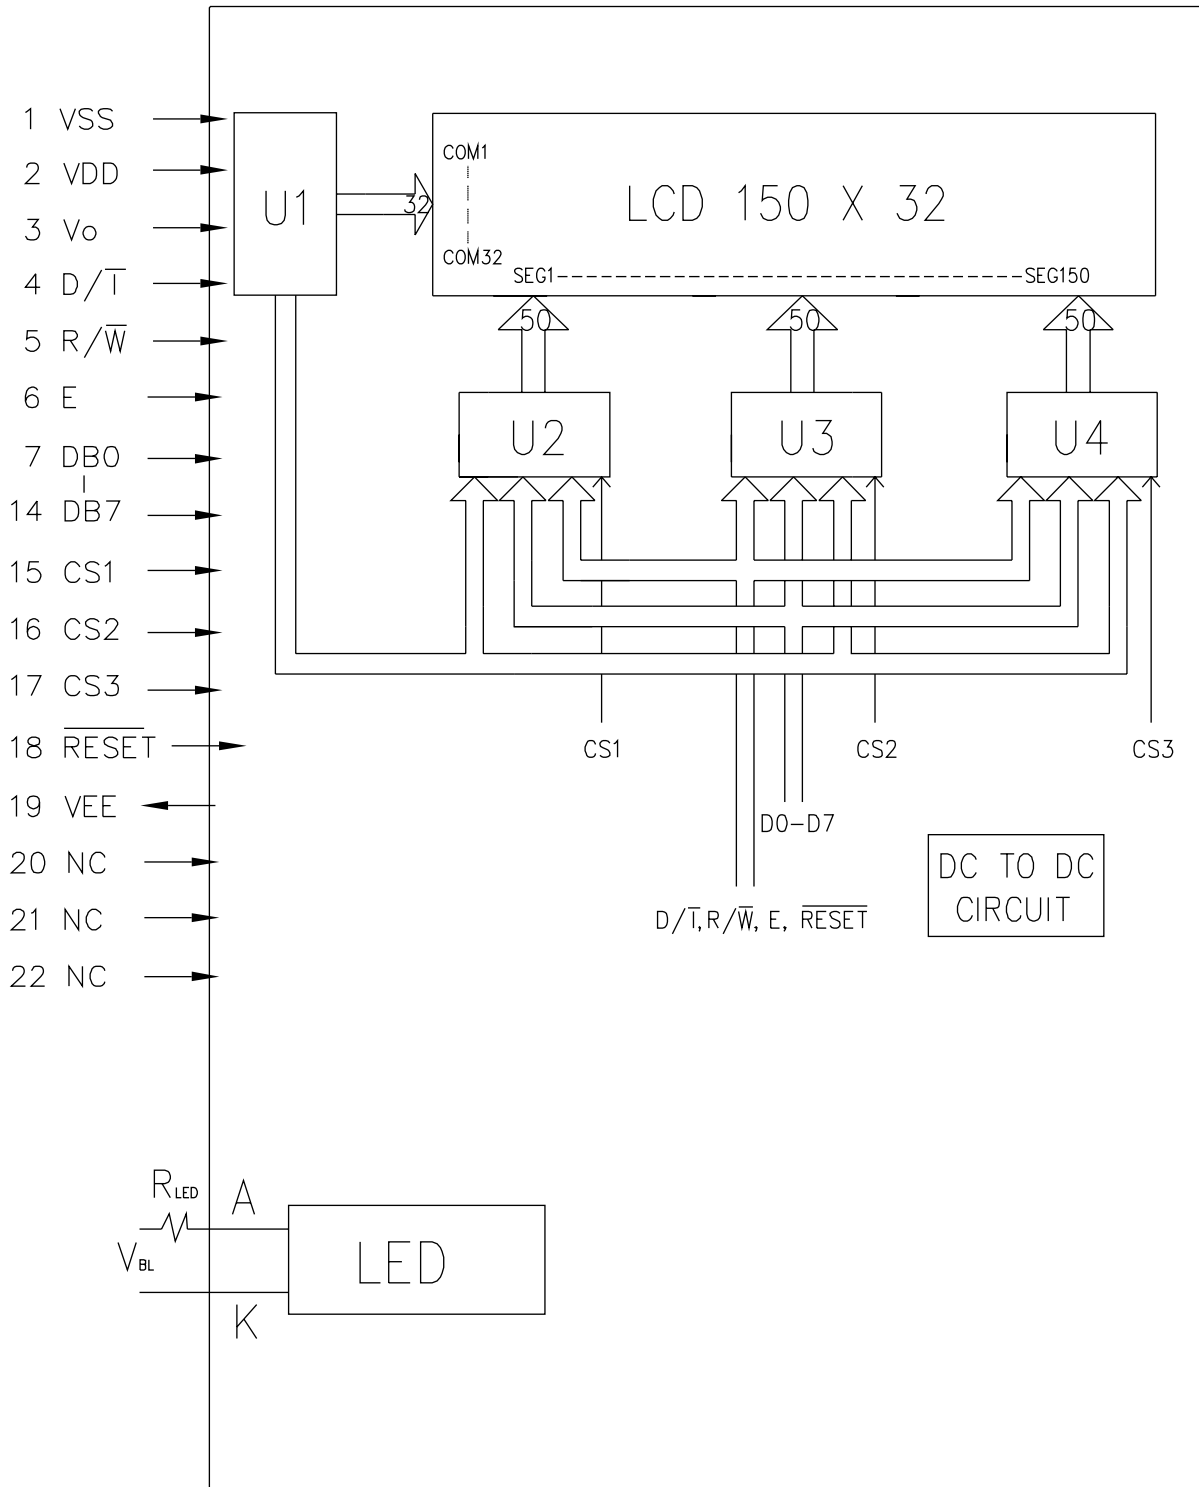 1 VSS
2 VDD
3 Vo
4 D/I̅
5 R/W̅
6 E
7 DB0
14 DB7
15 CS1
16 CS2
17 CS3
18 R̅E̅S̅E̅T̅
19 VEE
20 NC
21 NC
22 NC
U1
32
COM1
COM32
LCD 150 X 32
SEG1 SEG150
50 50 50
U2 U3 U4
CS1 CS2 CS3
D0-D7
D/I̅, R/W̅, E, R̅E̅S̅E̅T̅
DC TO DC
CIRCUIT
RLED
A
VBL
LED
K